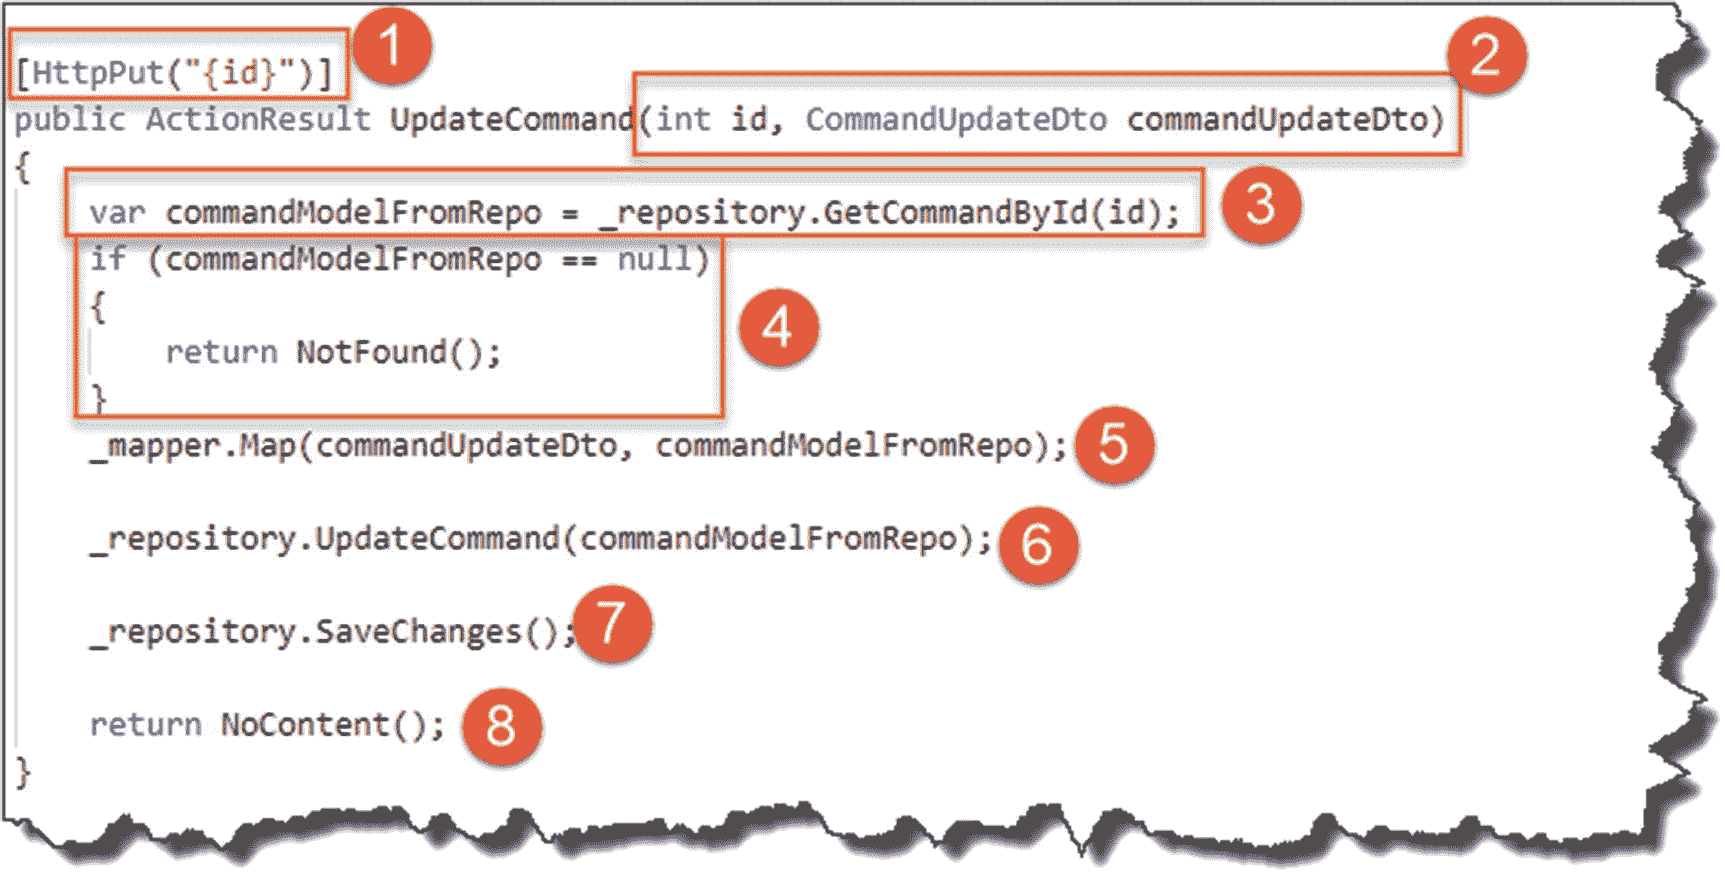 [HttpPut("{id}")] 1
2
public ActionResult UpdateCommand(int id, CommandUpdateDto commandUpdateDto)
{
var commandModelFromRepo = _repository.GetCommandById(id); 3
if (commandModelFromRepo == null)
{
4
return NotFound();
}
_mapper.Map(commandUpdateDto, commandModelFromRepo); 5
_repository.UpdateCommand(commandModelFromRepo); 6
_repository.SaveChanges(); 7
return NoContent(); 8
}